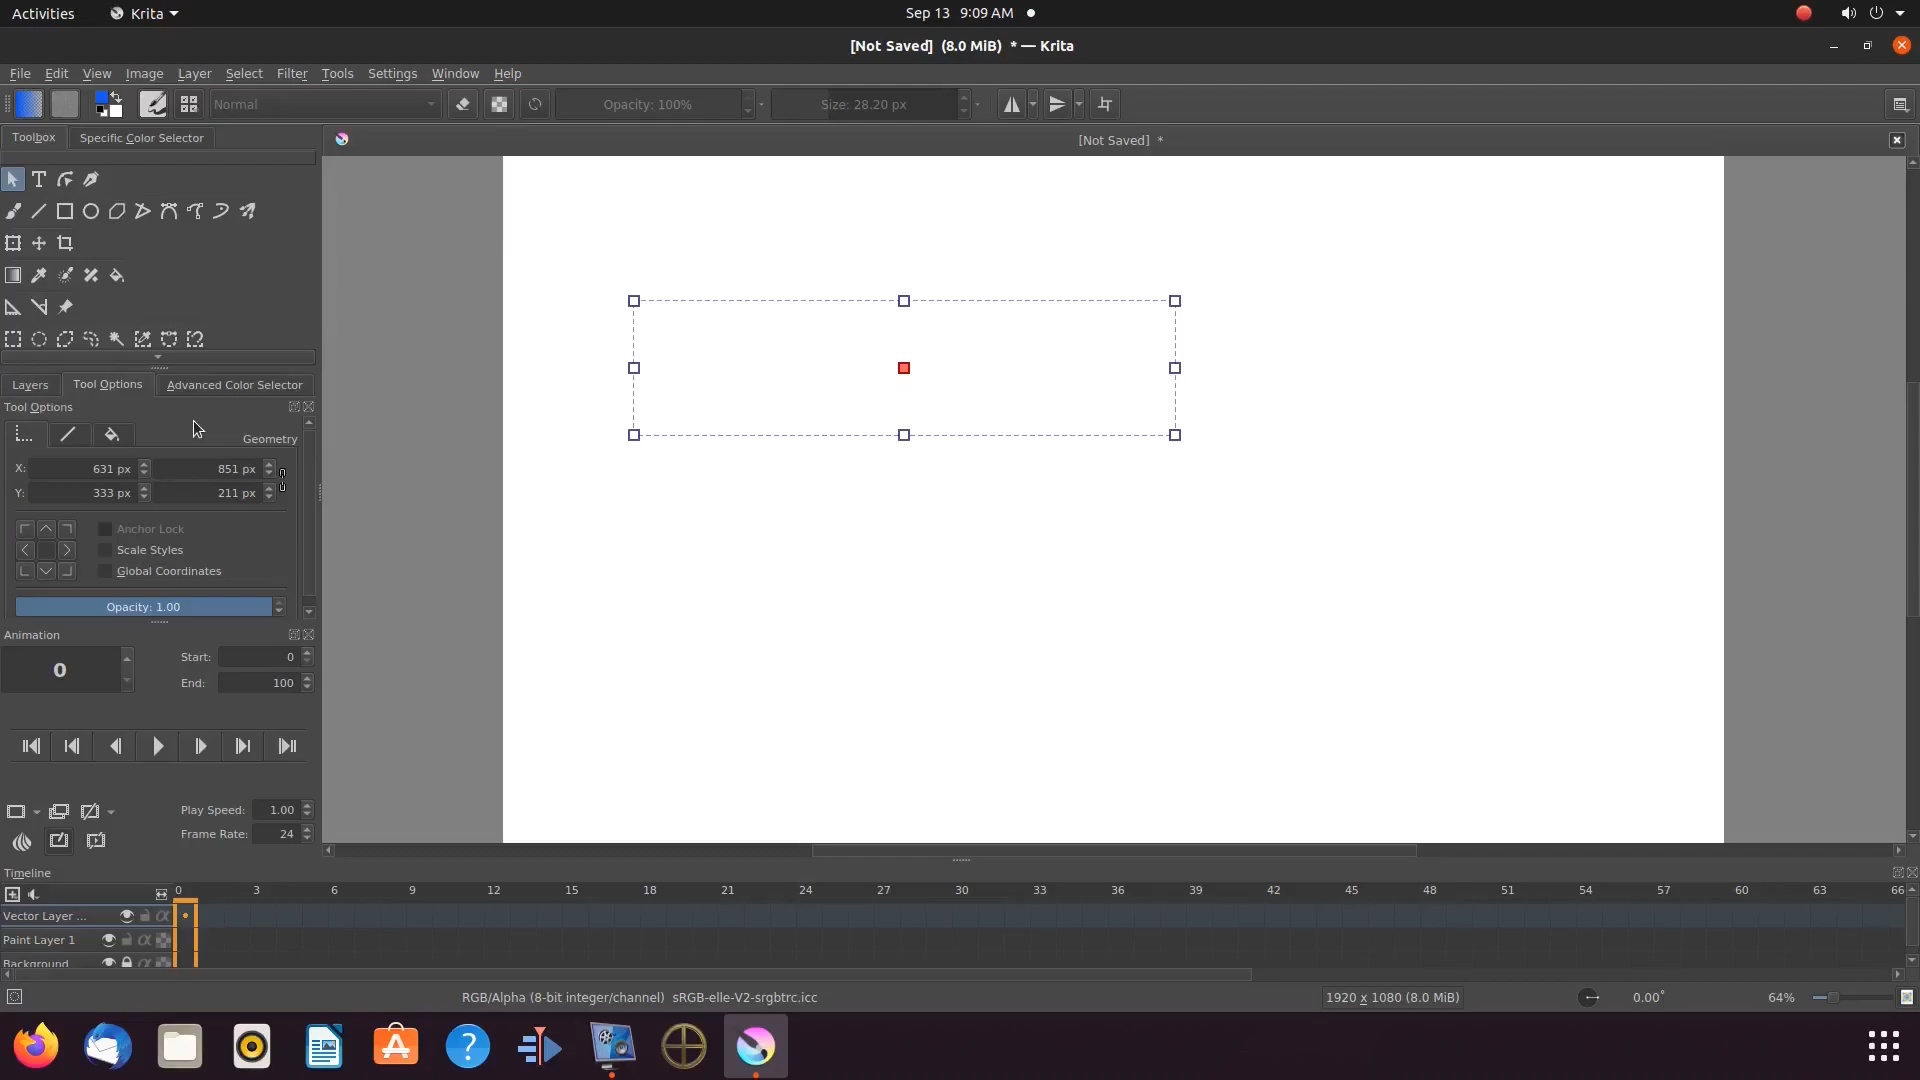 Activities
Krita
Sep 13 9:09 AM
[Not Saved] (8.0 MiB) * — Krita
File Edit View Image Layer Select Filter Tools Settings Window Help
Normal
Opacity: 100%
Size: 28.20 px
Toolbox
Specific Color Selector
[Not Saved] *
Layers
Tool Options
Advanced Color Selector
Tool Options
Geometry
X: 631 px 851 px
Y: 333 px 211 px
Anchor Lock
Scale Styles
Global Coordinates
Opacity: 1.00
Animation
0
Start: 0
End: 100
Play Speed: 1.00
Frame Rate: 24
Timeline
0 3 6 9 12 15 18 21 24 27 30 33 36 39 42 45 48 51 54 57 60 63 66
Vector Layer ...
Paint Layer 1
Background
RGB/Alpha (8-bit integer/channel) sRGB-elle-V2-srgbtrc.icc
1920 x 1080 (8.0 MiB)
0.00°
64%